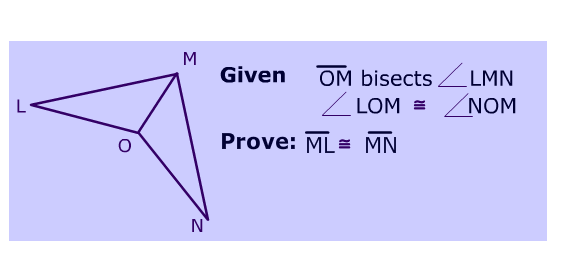 M
Given OM bisects ∠LMN
L
∠LOM ≅ ∠NOM
O
Prove: ML ≅ MN
N